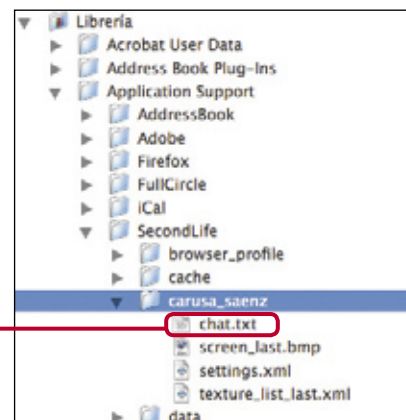 Librería
Acrobat User Data
Address Book Plug-Ins
Application Support
AddressBook
Adobe
Firefox
FullCircle
iCal
SecondLife
browser_profile
cache
carusa_saenz
chat.txt
screen_last.bmp
settings.xml
texture_list_last.xml
data